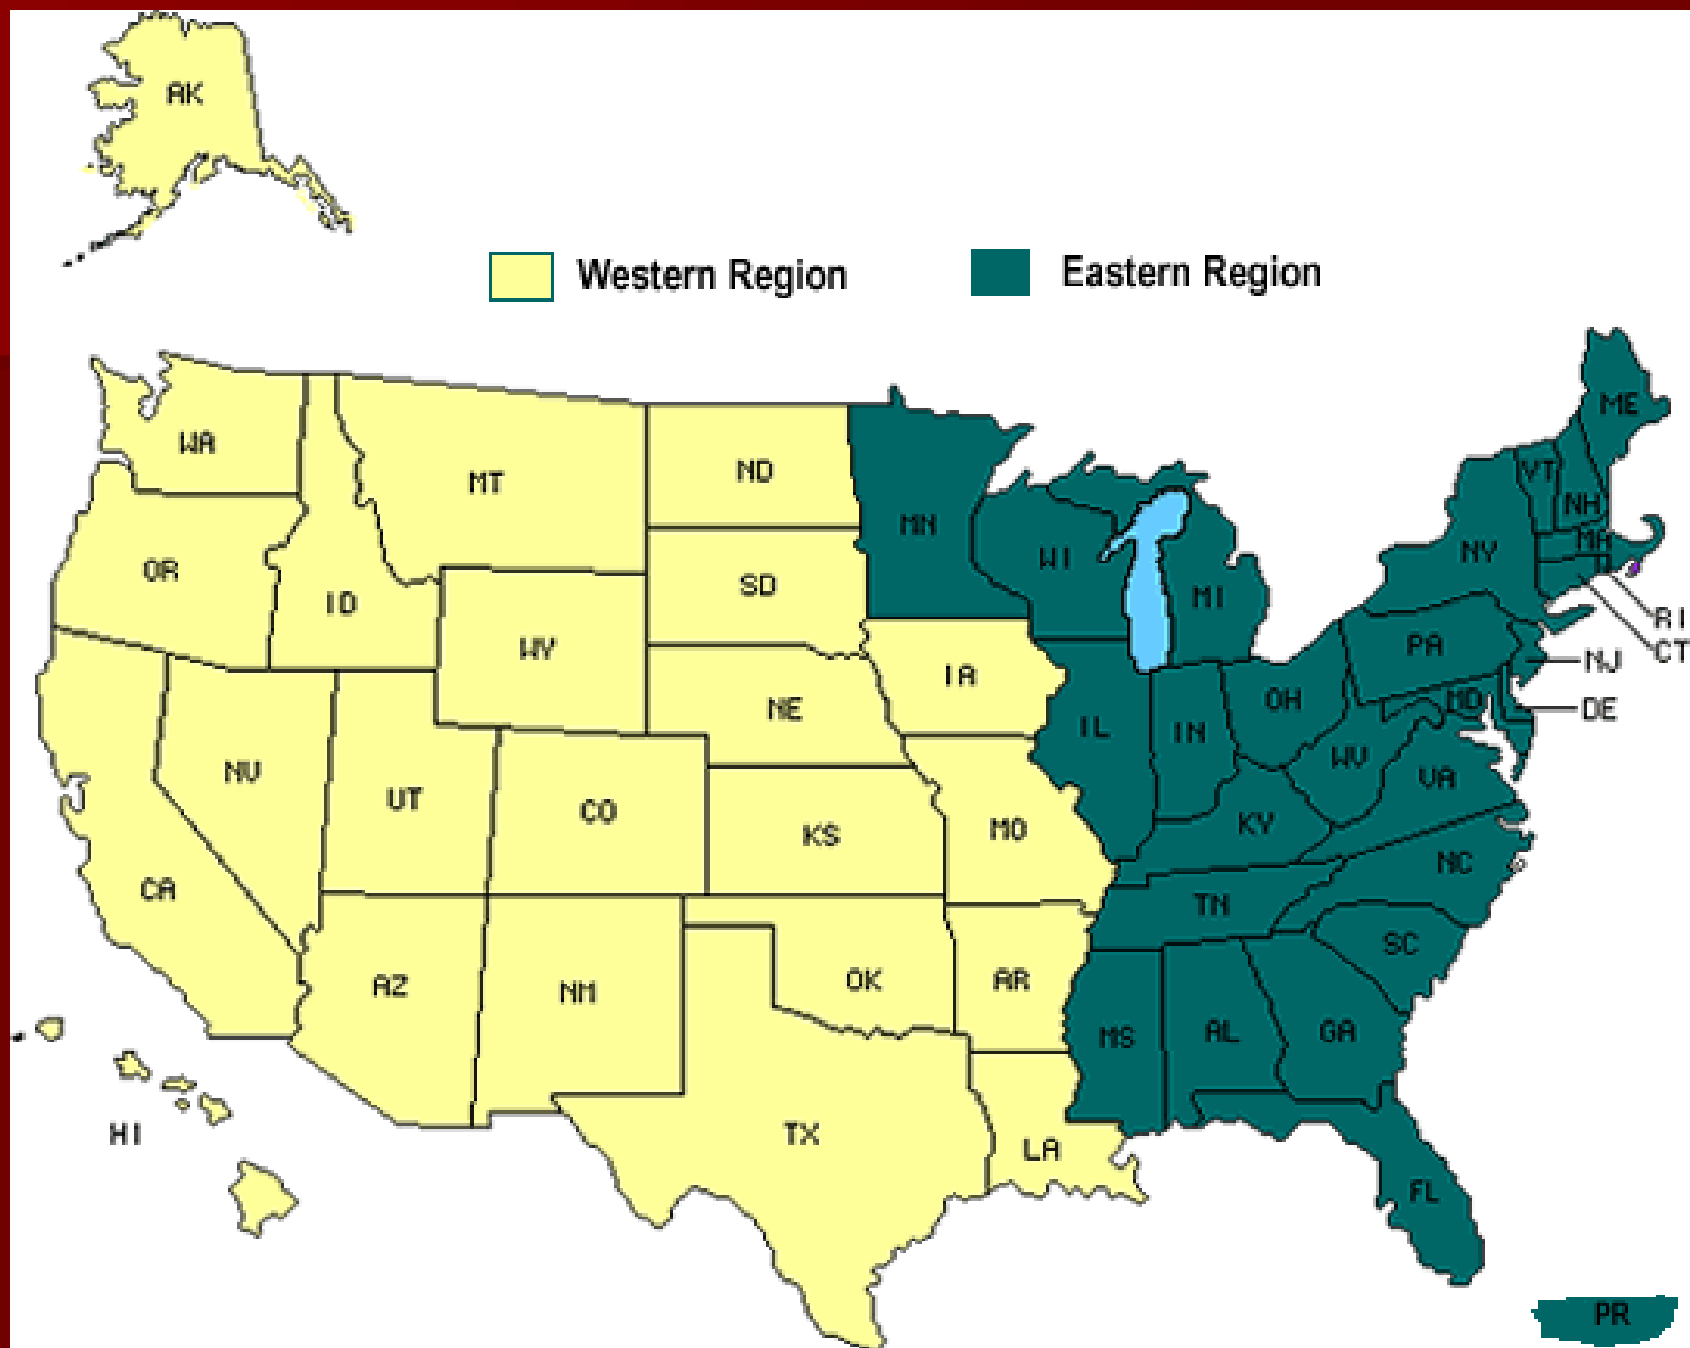 AK
Western Region
Eastern Region
ME
WA
MT
ND
VT
NH
MN
MA
NY
WI
OR
SD
ID
MI
RI
PA
WY
CT
NJ
IA
NE
OH
MD
DE
IL
IN
NV
WV
VA
UT
CO
KS
KY
MO
NC
CA
TN
SC
AZ
NM
OK
AR
MS
AL
GA
HI
TX
LA
FL
PR